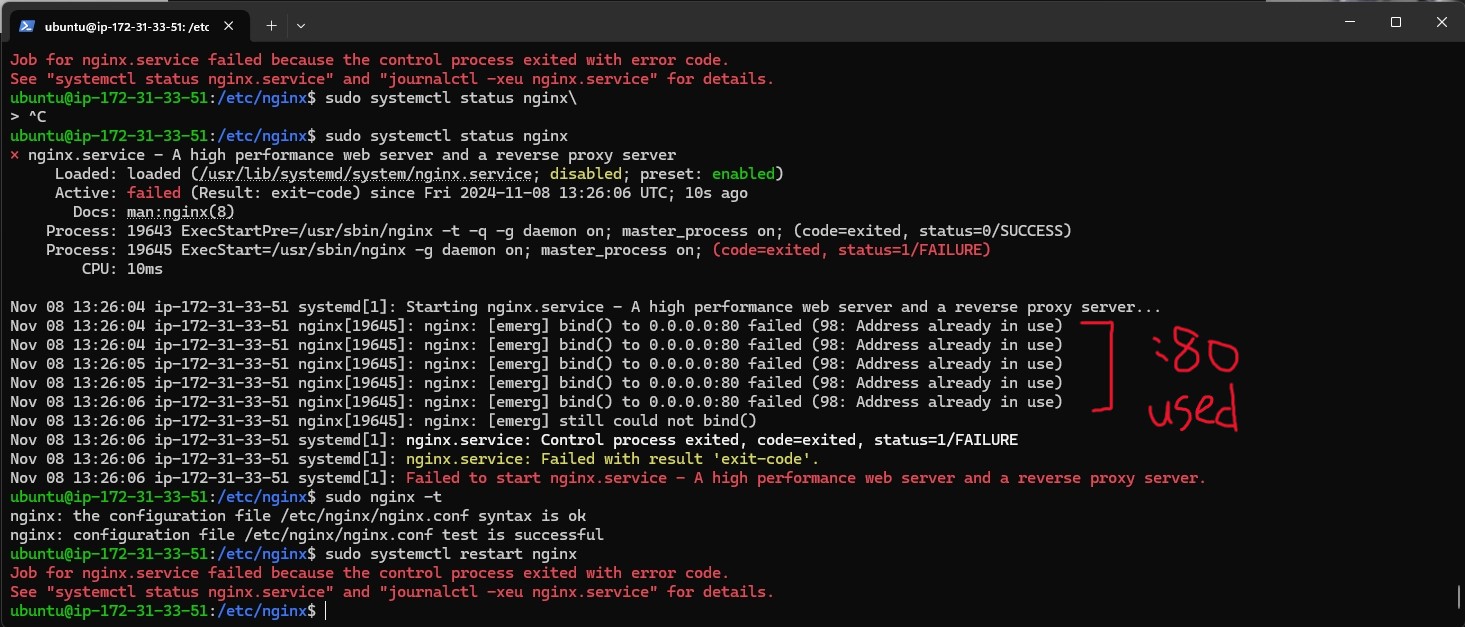 ubuntu@ip-172-31-33-51: /etc
Job for nginx.service failed because the control process exited with error code.
See "systemctl status nginx.service" and "journalctl -xeu nginx.service" for details.
ubuntu@ip-172-31-33-51:/etc/nginx$ sudo systemctl status nginx\
> ^C
ubuntu@ip-172-31-33-51:/etc/nginx$ sudo systemctl status nginx
× nginx.service - A high performance web server and a reverse proxy server
Loaded: loaded (/usr/lib/systemd/system/nginx.service; disabled; preset: enabled)
Active: failed (Result: exit-code) since Fri 2024-11-08 13:26:06 UTC; 10s ago
Docs: man:nginx(8)
Process: 19643 ExecStartPre=/usr/sbin/nginx -t -q -g daemon on; master_process on; (code=exited, status=0/SUCCESS)
Process: 19645 ExecStart=/usr/sbin/nginx -g daemon on; master_process on; (code=exited, status=1/FAILURE)
CPU: 10ms
Nov 08 13:26:04 ip-172-31-33-51 systemd[1]: Starting nginx.service - A high performance web server and a reverse proxy server...
Nov 08 13:26:04 ip-172-31-33-51 nginx[19645]: nginx: [emerg] bind() to 0.0.0.0:80 failed (98: Address already in use)
Nov 08 13:26:04 ip-172-31-33-51 nginx[19645]: nginx: [emerg] bind() to 0.0.0.0:80 failed (98: Address already in use)
Nov 08 13:26:05 ip-172-31-33-51 nginx[19645]: nginx: [emerg] bind() to 0.0.0.0:80 failed (98: Address already in use)
Nov 08 13:26:05 ip-172-31-33-51 nginx[19645]: nginx: [emerg] bind() to 0.0.0.0:80 failed (98: Address already in use)
Nov 08 13:26:06 ip-172-31-33-51 nginx[19645]: nginx: [emerg] bind() to 0.0.0.0:80 failed (98: Address already in use)
:80
used
Nov 08 13:26:06 ip-172-31-33-51 nginx[19645]: nginx: [emerg] still could not bind()
Nov 08 13:26:06 ip-172-31-33-51 systemd[1]: nginx.service: Control process exited, code=exited, status=1/FAILURE
Nov 08 13:26:06 ip-172-31-33-51 systemd[1]: nginx.service: Failed with result 'exit-code'.
Nov 08 13:26:06 ip-172-31-33-51 systemd[1]: Failed to start nginx.service - A high performance web server and a reverse proxy server.
ubuntu@ip-172-31-33-51:/etc/nginx$ sudo nginx -t
nginx: the configuration file /etc/nginx/nginx.conf syntax is ok
nginx: configuration file /etc/nginx/nginx.conf test is successful
ubuntu@ip-172-31-33-51:/etc/nginx$ sudo systemctl restart nginx
Job for nginx.service failed because the control process exited with error code.
See "systemctl status nginx.service" and "journalctl -xeu nginx.service" for details.
ubuntu@ip-172-31-33-51:/etc/nginx$